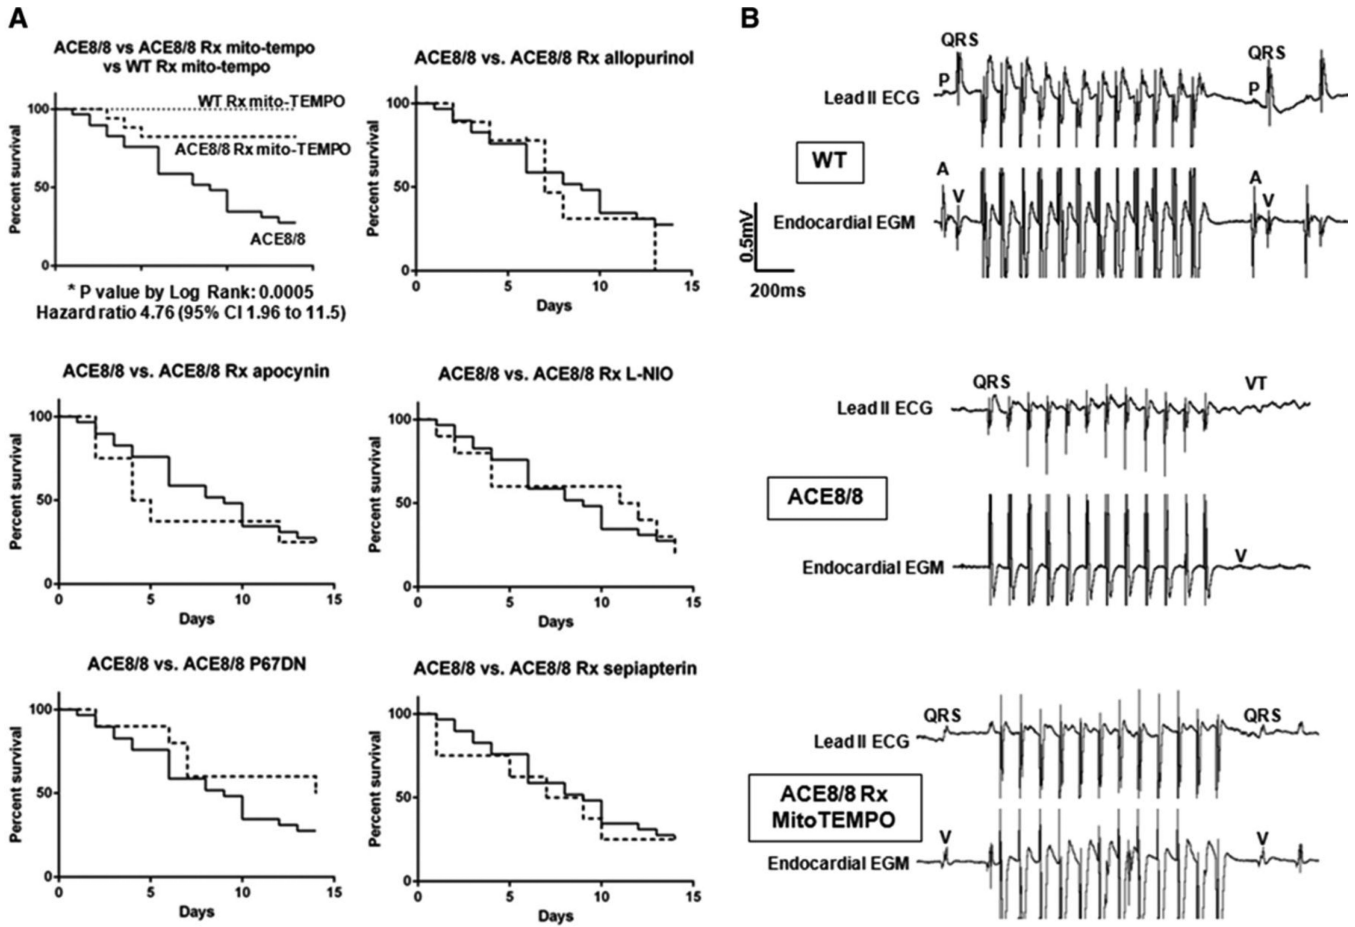 A
ACE8/8 vs ACE8/8 Rx mito-tempo
vs WT Rx mito-tempo
Percent survival
100
50
0
WT Rx mito-TEMPO
ACE8/8 Rx mito-TEMPO
ACE8/8
* P value by Log Rank: 0.0005
Hazard ratio 4.76 (95% CI 1.96 to 11.5)
ACE8/8 vs. ACE8/8 Rx allopurinol
Percent survival
100
50
0
0 5 10 15
Days
ACE8/8 vs. ACE8/8 Rx apocynin
Percent survival
100
50
0
0 5 10 15
Days
ACE8/8 vs. ACE8/8 Rx L-NIO
Percent survival
100
50
0
0 5 10 15
Days
ACE8/8 vs. ACE8/8 P67DN
Percent survival
100
50
0
0 5 10 15
Days
ACE8/8 vs. ACE8/8 Rx sepiapterin
Percent survival
100
50
0
0 5 10 15
Days
B
QRS QRS
P P
Lead II ECG
WT
A A
V V
Endocardial EGM
0.5mV
200ms
QRS VT
Lead II ECG
ACE8/8
Endocardial EGM
V
QRS QRS
Lead II ECG
ACE8/8 Rx
MitoTEMPO
V V
Endocardial EGM